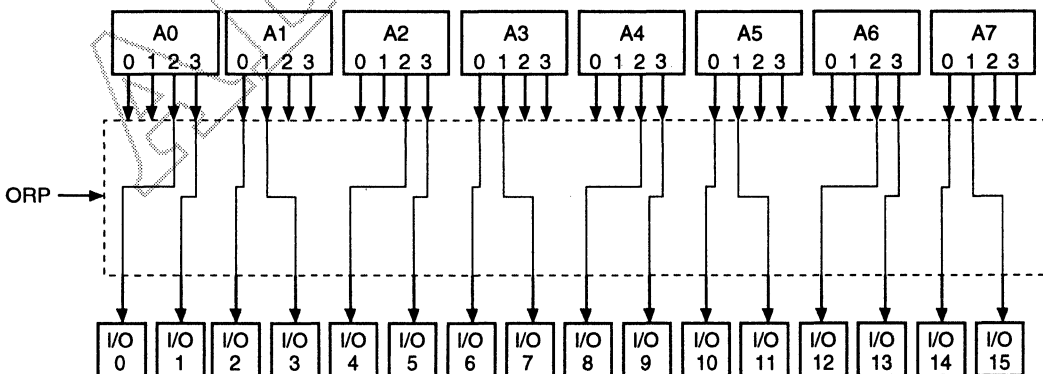 A0 A1 A2 A3 A4 A5 A6 A7
0 1 2 3 0 1 2 3 0 1 2 3 0 1 2 3 0 1 2 3 0 1 2 3 0 1 2 3 0 1 2 3
ORP
I/O I/O I/O I/O I/O I/O I/O I/O I/O I/O I/O I/O I/O I/O I/O I/O
0 1 2 3 4 5 6 7 8 9 10 11 12 13 14 15